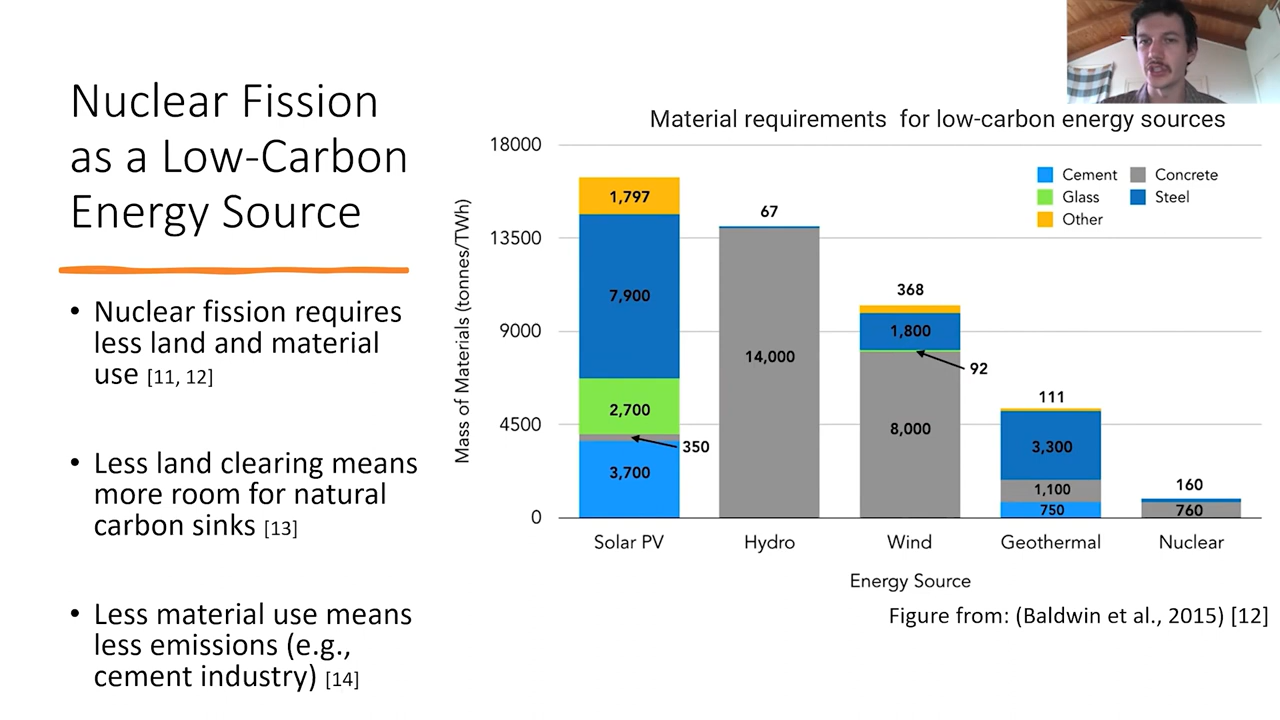 Nuclear Fission
as a Low-Carbon
Energy Source
• Nuclear fission requires
less land and material
use [11, 12]
• Less land clearing means
more room for natural
carbon sinks [13]
• Less material use means
less emissions (e.g.,
cement industry) [14]
Material requirements for low-carbon energy sources
Mass of Materials (tonnes/TWh)
18000
13500
9000
4500
0
Cement Concrete
Glass Steel
Other
1,797
7,900
2,700
350
3,700
67
14,000
368
1,800
92
8,000
111
3,300
1,100
750
160
760
Solar PV Hydro Wind Geothermal Nuclear
Energy Source
Figure from: (Baldwin et al., 2015) [12]